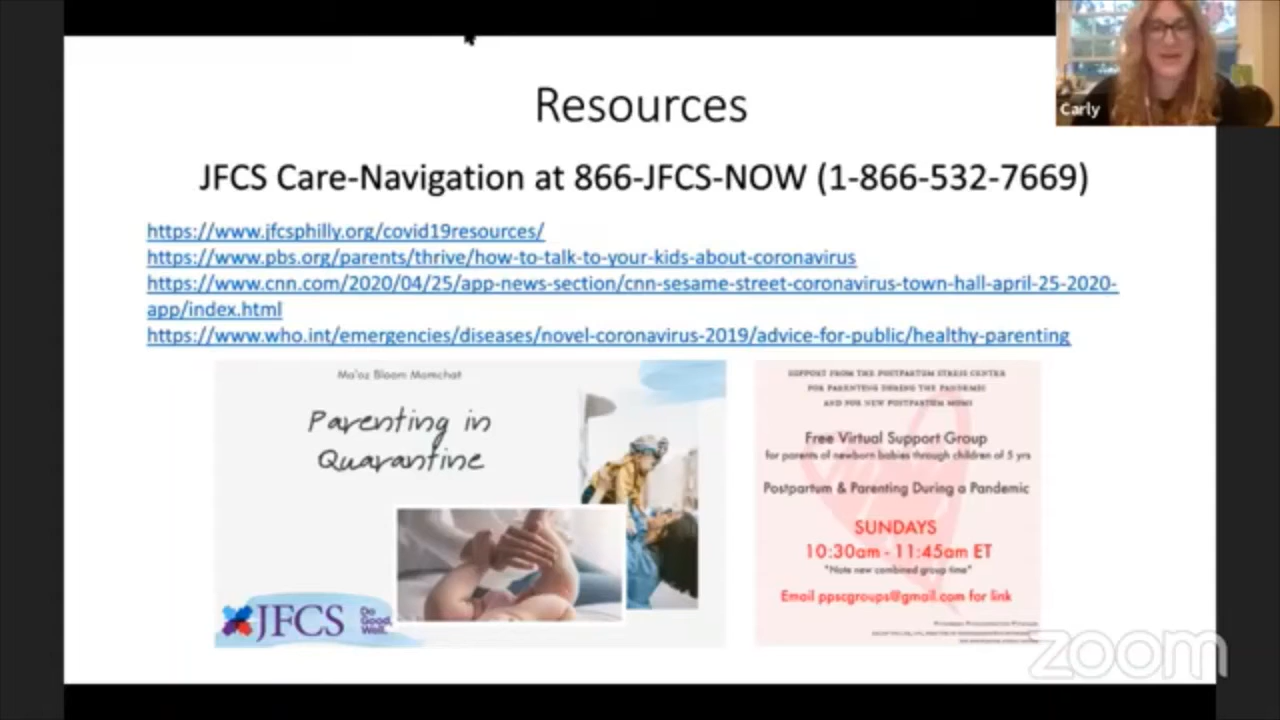 Carly
Resources
JFCS Care-Navigation at 866-JFCS-NOW (1-866-532-7669)
https://www.jfcsphilly.org/covid19resources/
https://www.pbs.org/parents/thrive/how-to-talk-to-your-kids-about-coronavirus
https://www.cnn.com/2020/04/25/app-news-section/cnn-sesame-street-coronavirus-town-hall-april-25-2020-
app/index.html
https://www.who.int/emergencies/diseases/novel-coronavirus-2019/advice-for-public/healthy-parenting
Ma'oz Bloom Momchat
Parenting in
Quarantine
JFCS
Do
Good.
Well.
SUPPORT FROM THE POSTPARTUM STRESS CENTER
FOR PARENTING DURING THE PANDEMIC
AND FOR NEW POSTPARTUM MOMS
Free Virtual Support Group
for parents of newborn babies through children of 5 yrs
Postpartum & Parenting During a Pandemic
SUNDAYS
10:30am - 11:45am ET
*Note new combined group time*
Email ppscgroups@gmail.com for link
zoom